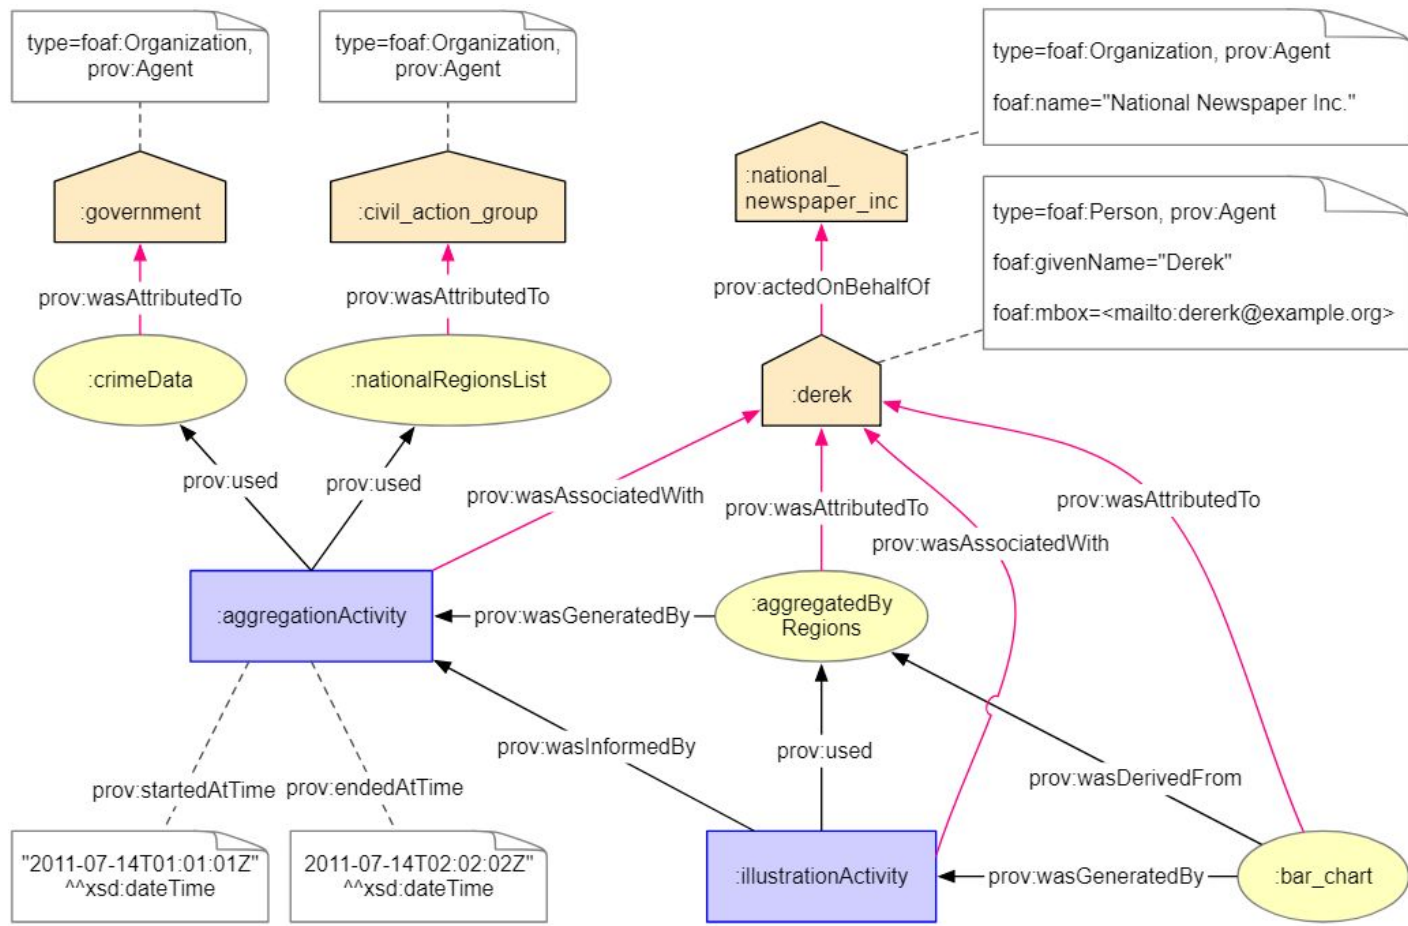 type=foaf:Organization,
prov:Agent
type=foaf:Organization,
prov:Agent
type=foaf:Organization, prov:Agent
foaf:name="National Newspaper Inc."
:national_
newspaper_inc
:government
:civil_action_group
type=foaf:Person, prov:Agent
foaf:givenName="Derek"
foaf:mbox=<mailto:dererk@example.org>
prov:wasAttributedTo
prov:wasAttributedTo
prov:actedOnBehalfOf
:crimeData
:nationalRegionsList
:derek
prov:used
prov:used
prov:wasAssociatedWith
prov:wasAttributedTo
prov:wasAttributedTo
prov:wasAssociatedWith
:aggregationActivity
prov:wasGeneratedBy
:aggregatedBy
Regions
prov:wasInformedBy
prov:used
prov:wasDerivedFrom
prov:startedAtTime
prov:endedAtTime
"2011-07-14T01:01:01Z"
^^xsd:dateTime
2011-07-14T02:02:02Z"
^^xsd:dateTime
:illustrationActivity
prov:wasGeneratedBy
:bar_chart